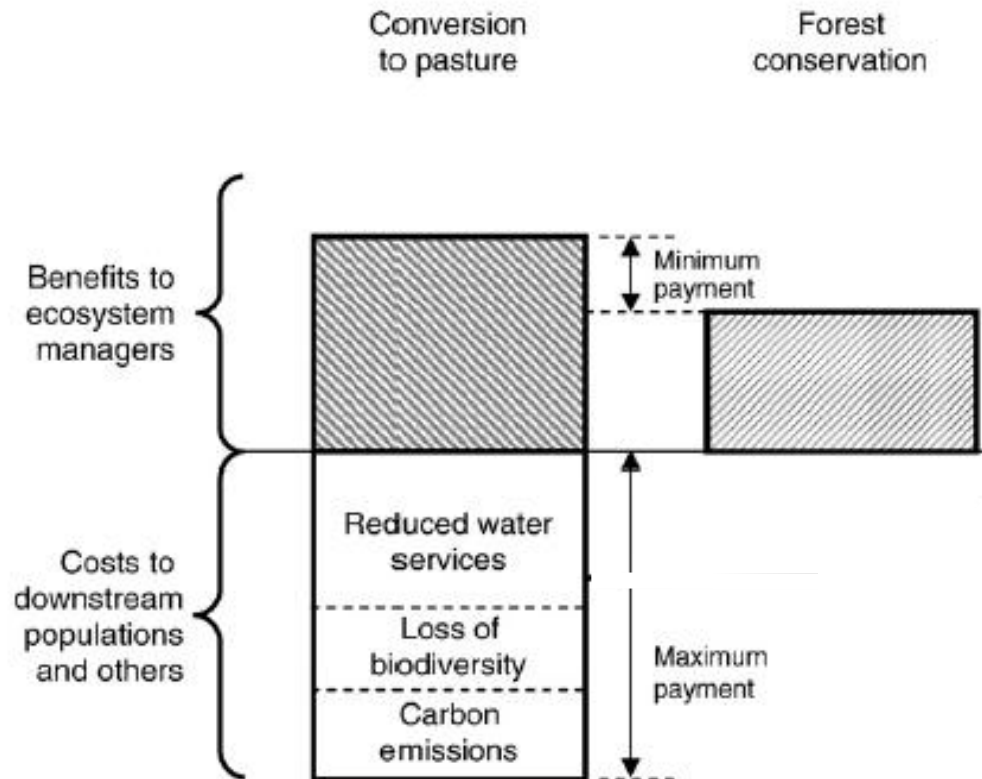 Conversion
to pasture
Forest
conservation
Benefits to
ecosystem
managers
Minimum
payment
Costs to
downstream
populations
and others
Reduced water
services
Loss of
biodiversity
Carbon
emissions
Maximum
payment